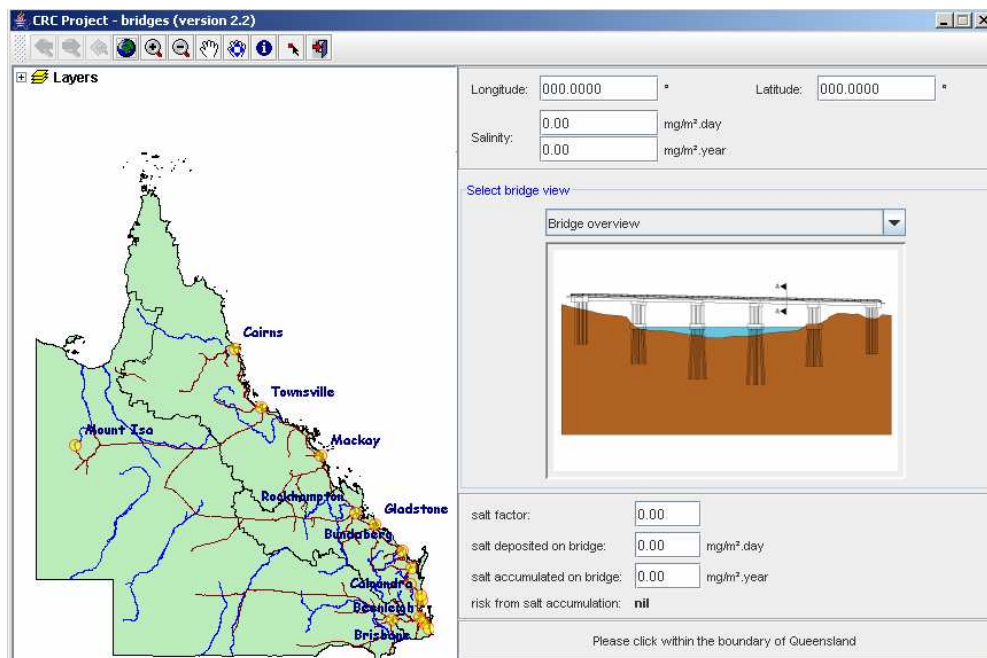 CRC Project - bridges (version 2.2)
Layers
Cairns
Townsville
Mount Isa
Mackay
Rockhampton
Gladstone
Bundaberg
Caloundra
Beenleigh
Brisbane
Longitude: 000.0000 ° Latitude: 000.0000 °
Salinity: 0.00 mg/m².day
0.00 mg/m².year
Select bridge view
Bridge overview
A
A
salt factor: 0.00
salt deposited on bridge: 0.00 mg/m².day
salt accumulated on bridge: 0.00 mg/m².year
risk from salt accumulation: nil
Please click within the boundary of Queensland